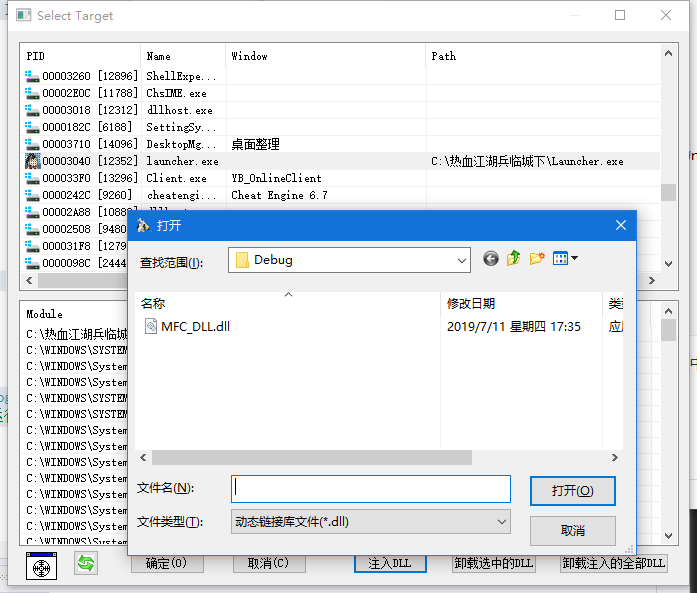 Select Target
PID Name Window Path
00003260 [12896] ShellExpe...
00002E0C [11788] ChsIME.exe
00003018 [12312] dllhost.exe
0000182C [6188] SettingSy...
00003710 [14096] DesktopMg... 桌面整理
00003040 [12352] launcher.exe C:\热血江湖兵临城下\Launcher.exe
000033F0 [13296] Client.exe YB_OnlineClient
0000242C [9260] cheatengi... Cheat Engine 6.7
00002A88 [1088
00002508 [9480
000031F8 [1279
0000098C [2444
打开
查找范围(I):
Debug
名称 修改日期
MFC_DLL.dll 2019/7/11 星期四 17:35
文件名(N):
打开(O)
文件类型(T):
动态链接库文件(*.dll)
取消
Module
C:\热血江湖兵临城
C:\WINDOWS\SYSTEM
C:\WINDOWS\System
C:\WINDOWS\System
C:\WINDOWS\SYSTEM
C:\WINDOWS\System
C:\WINDOWS\System
C:\WINDOWS\System
C:\WINDOWS\System
C:\WINDOWS\System
C:\WINDOWS\System
C:\WINDOWS\System
C:\WINDOWS\System
确定(O) 取消(C) 注入DLL 卸载选中的DLL 卸载注入的全部DLL